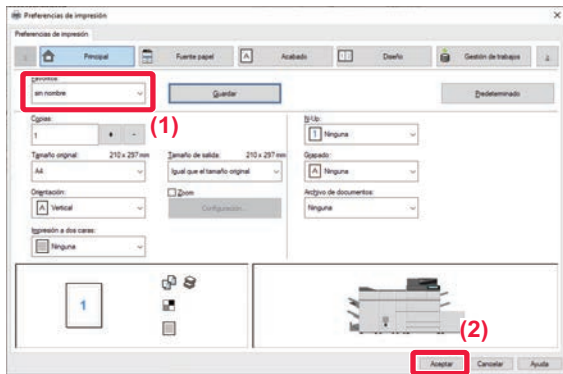 Preferencias de impresión
Preferencias de impresión
Principal
Fuente papel
Acabado
Diseño
Gestión de trabajos
Favoritos:
sin nombre
Guardar
Predeterminado
(1)
Copias:
1
+ -
Tamaño original: 210 x 297 mm
A4
Tamaño de salida: 210 x 297 mm
Igual que el tamaño original
Orientación:
Vertical
Zoom
Configuración...
Impresión a dos caras:
Ninguna
N-Up:
1 Ninguna
Grapado:
Ninguna
Archivo de documentos:
Ninguno
1
(2)
Aceptar Cancelar Ayuda